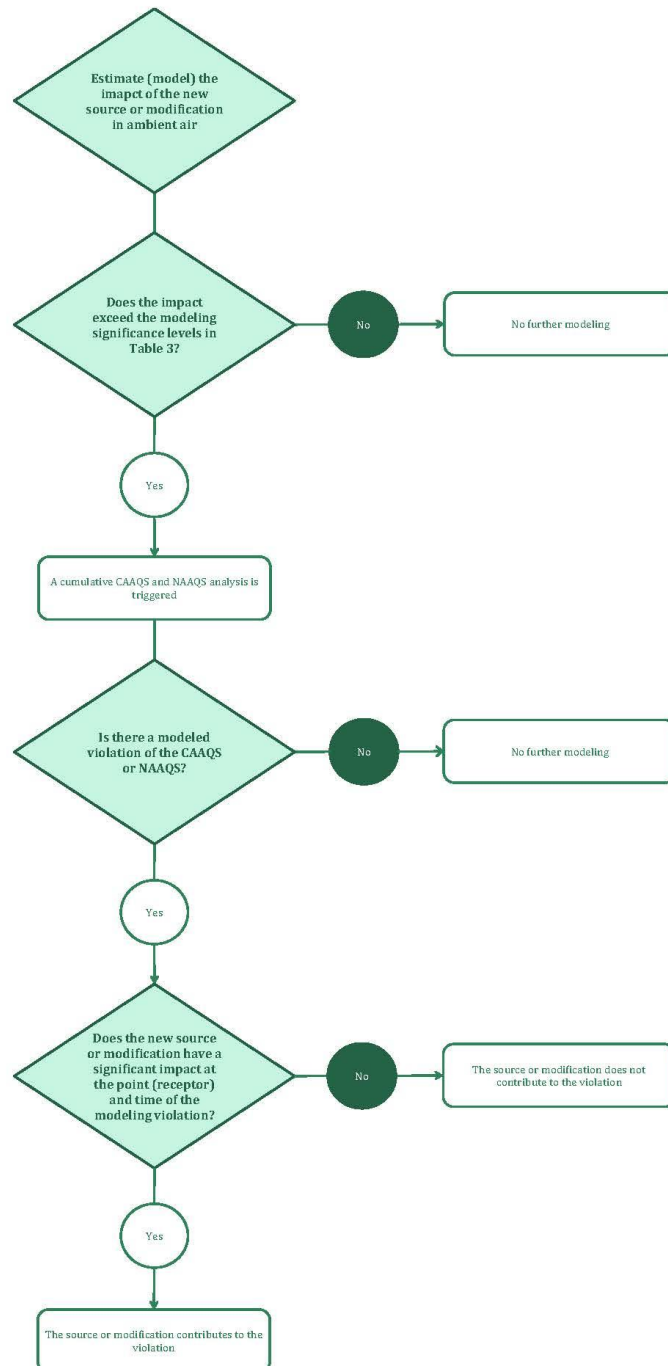 Estimate (model) the
imapct of the new
source or modification
in ambient air
Does the impact
exceed the modeling
significance levels in
Table 3?
No
No further modeling
Yes
A cumulative CAAQS and NAAQS analysis is
triggered
Is there a modeled
violation of the CAAQS
or NAAQS?
No
No further modeling
Yes
Does the new source
or modification have a
significant impact at
the point (receptor)
and time of the
modeling violation?
No
The source or modification does not
contribute to the violation
Yes
The source or modification contributes to the
violation